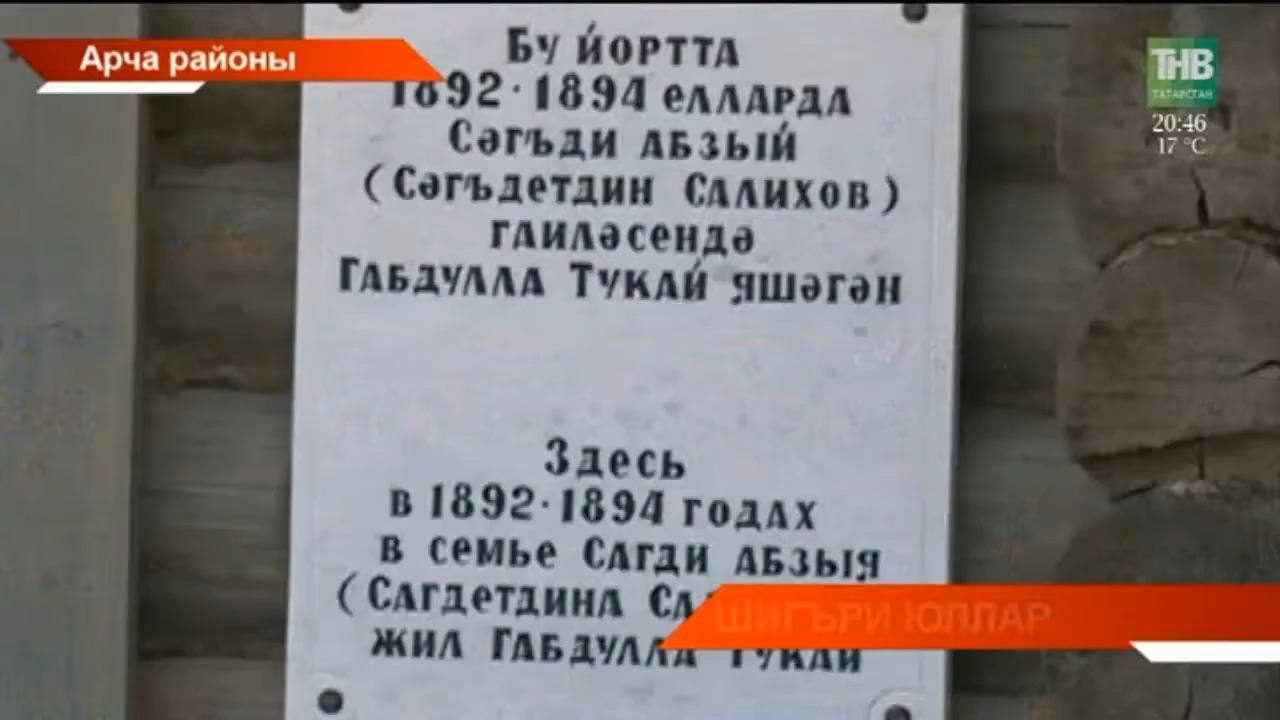 Арча районы
ТНВ
ТАТАРСТАН
20:46
17 °C
Бу йортта
1892-1894 елларда
Сәгъди абзый
(Сәгъдетдин Салихов)
гаиләсендә
Габдулла Тукай яшәгән
Здесь
в 1892-1894 годах
в семье Сагди абзыя
(Сагдетдина
жил Габдулла Тукай
ШИГЪРИ ЮЛЛАР